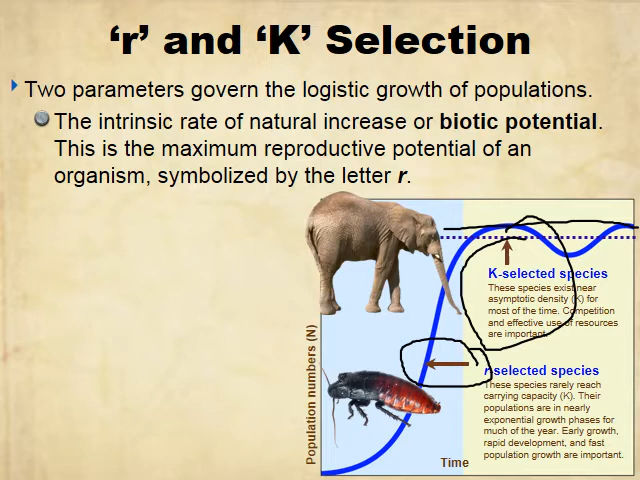 ‘r’ and ‘K’ Selection
Two parameters govern the logistic growth of populations.
The intrinsic rate of natural increase or biotic potential.
This is the maximum reproductive potential of an
organism, symbolized by the letter r.
K-selected species
These species exist near
asymptotic density (K) for
most of the time. Competition
and effective use of resources
are important.
r-selected species
These species rarely reach
carrying capacity (K). Their
populations are in nearly
exponential growth phases for
much of the year. Early growth,
rapid development, and fast
population growth are important.
Population numbers (N)
Time